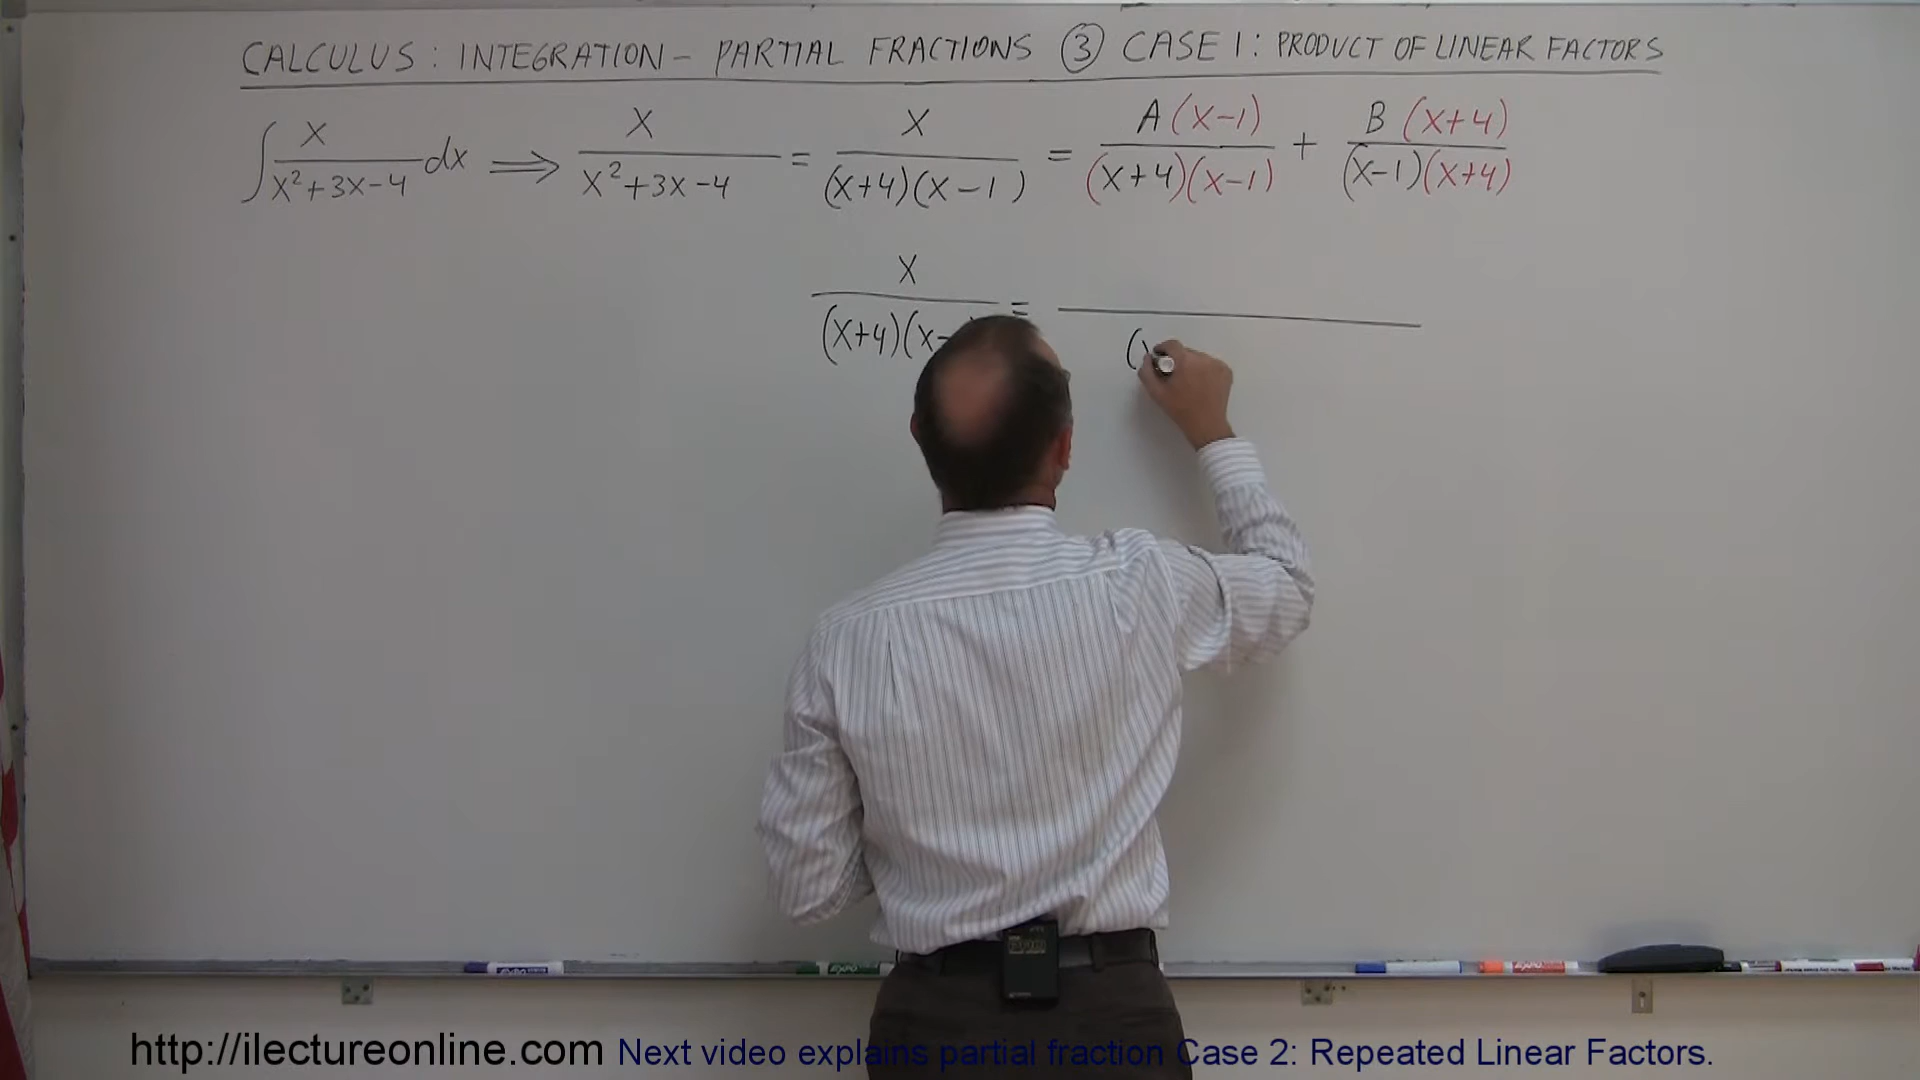 CALCULUS: INTEGRATION - PARTIAL FRACTIONS ③ CASE 1: PRODUCT OF LINEAR FACTORS
∫ x/(x²+3x-4) dx ⟹ x/(x²+3x-4) = x/((x+4)(x-1)) = A(x-1)/((x+4)(x-1)) + B(x+4)/((x-1)(x+4))
x/((x+4)(x- =
(x
EXPO
http://ilectureonline.com Next video explains partial fraction Case 2: Repeated Linear Factors.